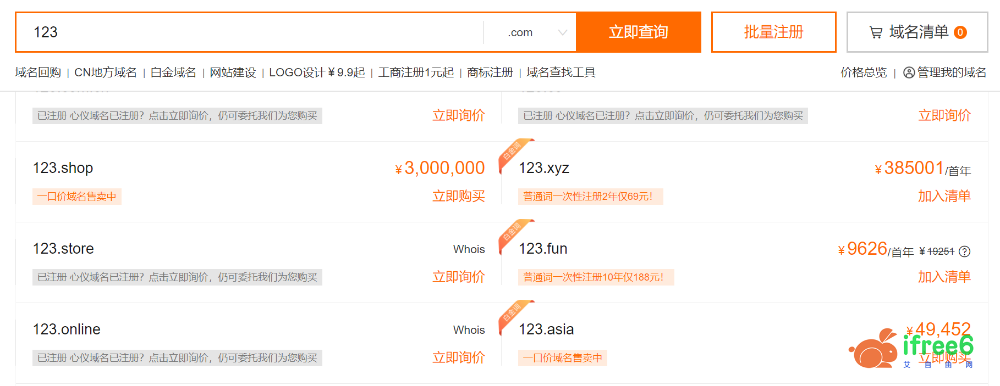 123
.com
立即查询
批量注册
域名清单 0
域名回购 | CN地方域名 | 白金域名 | 网站建设 | LOGO设计¥9.9起 | 工商注册1元起 | 商标注册 | 域名查找工具
价格总览 | 管理我的域名
已注册 心仪域名已注册？点击立即询价，仍可委托我们为您购买
立即询价
已注册 心仪域名已注册？点击立即询价，仍可委托我们为您购买
立即询价
123.shop
¥3,000,000
一口价域名售卖中
立即购买
白金词
123.xyz
¥385001/首年
普通词一次性注册2年仅69元！
加入清单
123.store
Whois
已注册 心仪域名已注册？点击立即询价，仍可委托我们为您购买
立即询价
白金词
123.fun
¥9626/首年 ¥19251 ?
普通词一次性注册10年仅188元！
加入清单
123.online
Whois
已注册 心仪域名已注册？点击立即询价，仍可委托我们为您购买
立即询价
白金词
123.asia
¥49,452
一口价域名售卖中
立即购买
ifree6
艾自由网